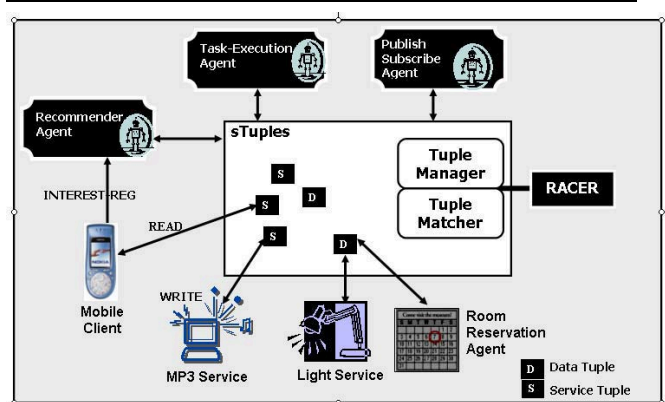 Task-Execution
Agent
Publish
Subscribe
Agent
Recommender
Agent
sTuples
Tuple
Manager
Tuple
Matcher
RACER
S
D
S
S
D
INTEREST-REG
READ
WRITE
Mobile
Client
MP3 Service
Light Service
Room
Reservation
Agent
D Data Tuple
S Service Tuple